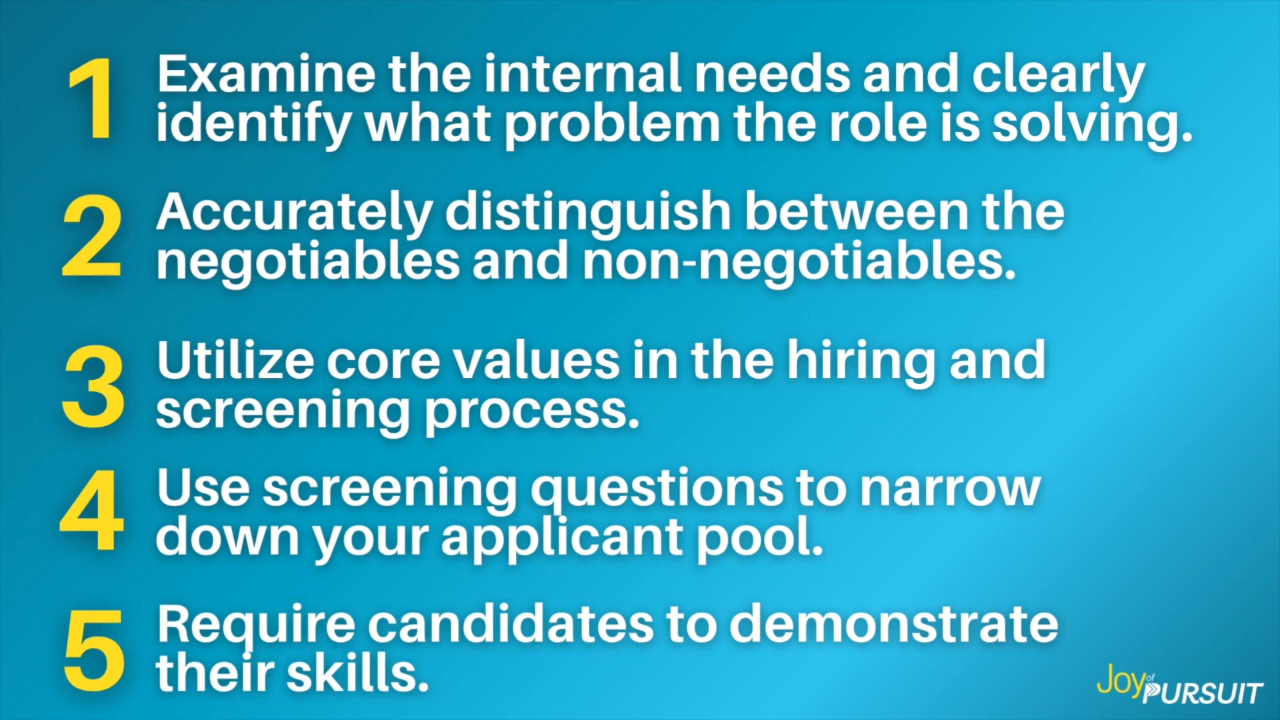 1 Examine the internal needs and clearly
identify what problem the role is solving.
2 Accurately distinguish between the
negotiables and non-negotiables.
3 Utilize core values in the hiring and
screening process.
4 Use screening questions to narrow
down your applicant pool.
5 Require candidates to demonstrate
their skills.
Joy of PURSUIT